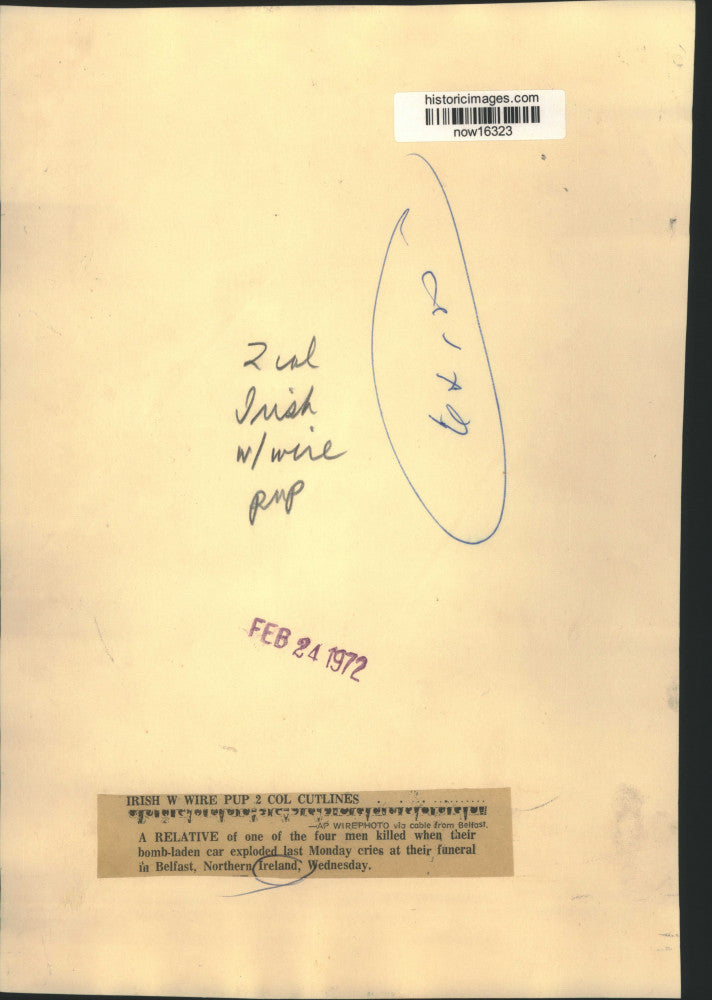 historicimages.com
now16323
2 col
Irish
w/wire
pup
FEB 24 1972
IRISH W WIRE PUP 2 COL CUTLINES
—AP WIREPHOTO via cable from Belfast.
A RELATIVE of one of the four men killed when their
bomb-laden car exploded last Monday cries at their funeral
in Belfast, Northern Ireland, Wednesday.